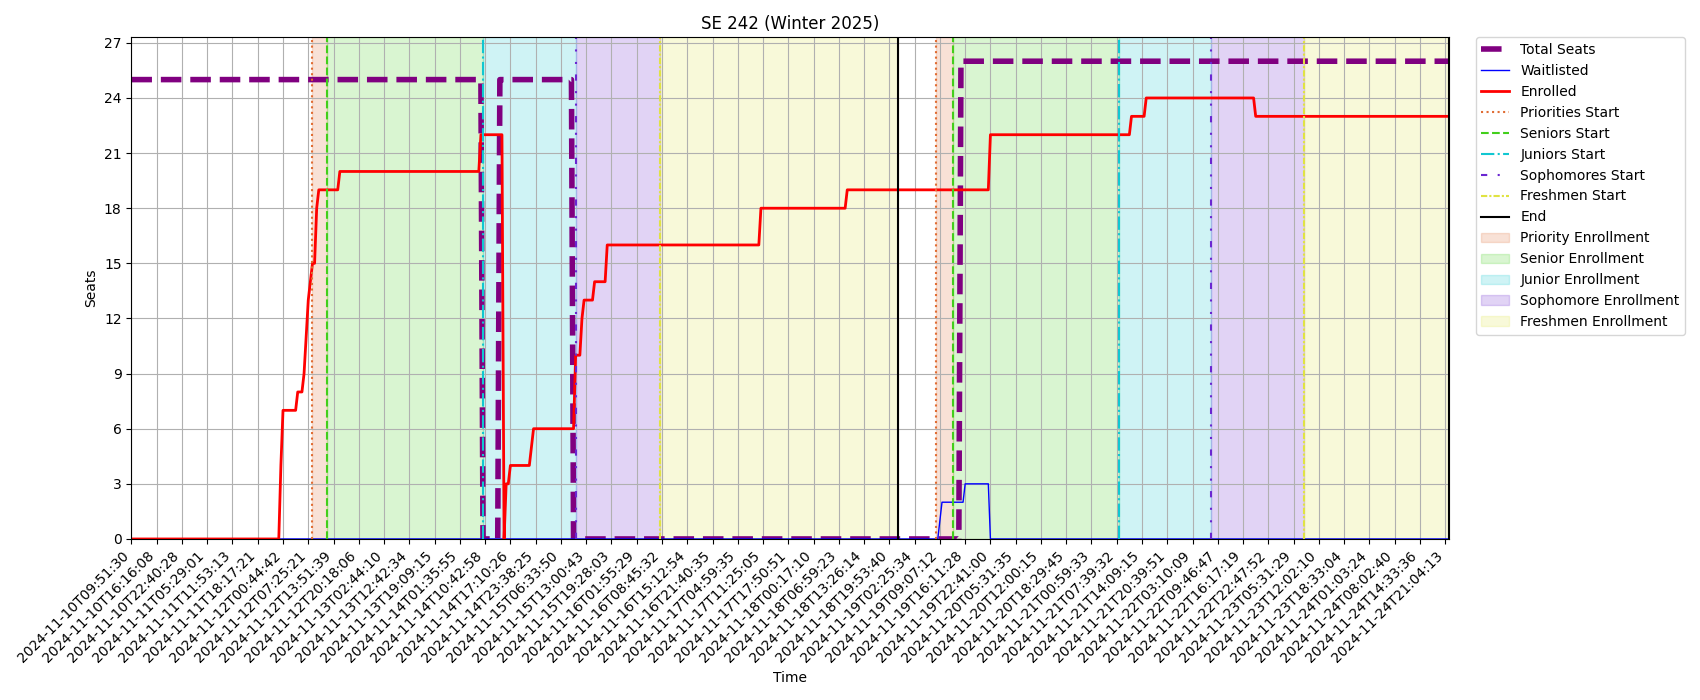 SE 242 (Winter 2025)
27
24
21
18
15
12
9
6
3
0
Seats
Total Seats
Waitlisted
Enrolled
Priorities Start
Seniors Start
Juniors Start
Sophomores Start
Freshmen Start
End
Priority Enrollment
Senior Enrollment
Junior Enrollment
Sophomore Enrollment
Freshmen Enrollment
2024-11-10T09:51:30
2024-11-10T16:16:08
2024-11-10T22:40:28
2024-11-11T05:29:01
2024-11-11T11:53:13
2024-11-11T18:17:21
2024-11-12T00:44:42
2024-11-12T07:25:21
2024-11-12T13:51:39
2024-11-12T20:18:06
2024-11-13T02:44:10
2024-11-13T12:42:34
2024-11-13T19:09:15
2024-11-14T01:35:55
2024-11-14T10:42:58
2024-11-14T17:10:26
2024-11-14T23:38:25
2024-11-15T06:33:50
2024-11-15T13:00:43
2024-11-15T19:28:03
2024-11-16T01:55:29
2024-11-16T08:45:32
2024-11-16T15:12:54
2024-11-16T21:40:35
2024-11-17T04:59:35
2024-11-17T11:25:05
2024-11-17T17:50:51
2024-11-18T00:17:10
2024-11-18T06:59:23
2024-11-18T13:26:14
2024-11-18T19:53:40
2024-11-19T02:25:34
2024-11-19T09:07:12
2024-11-19T16:11:28
2024-11-19T22:41:00
2024-11-20T05:31:35
2024-11-20T12:00:15
2024-11-20T18:29:45
2024-11-21T00:59:33
2024-11-21T07:39:32
2024-11-21T14:09:15
2024-11-21T20:39:51
2024-11-22T03:10:09
2024-11-22T09:46:47
2024-11-22T16:17:19
2024-11-22T22:47:52
2024-11-23T05:31:29
2024-11-23T12:02:10
2024-11-23T18:33:04
2024-11-24T01:03:24
2024-11-24T08:02:40
2024-11-24T14:33:36
2024-11-24T21:04:13
Time